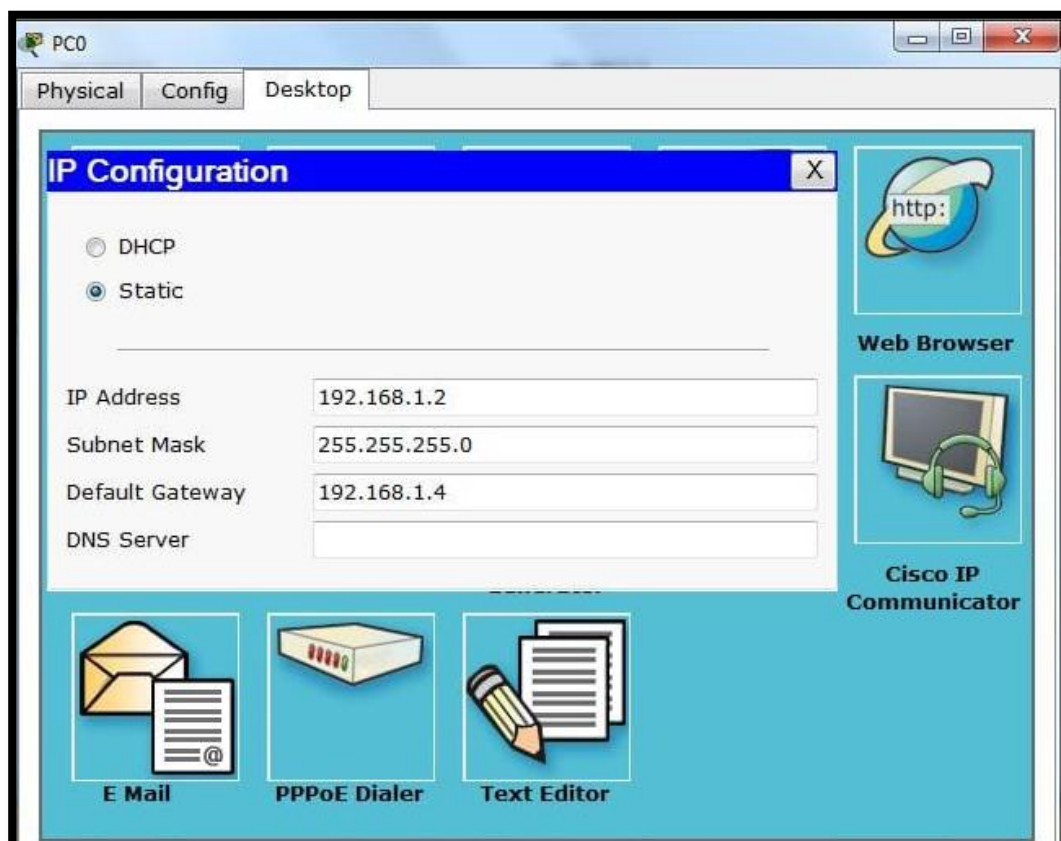 PC0
Physical Config Desktop
IP Configuration X
http:
DHCP
Static
Web Browser
IP Address 192.168.1.2
Subnet Mask 255.255.255.0
Default Gateway 192.168.1.4
DNS Server
Cisco IP
Communicator
@
E Mail PPPoE Dialer Text Editor